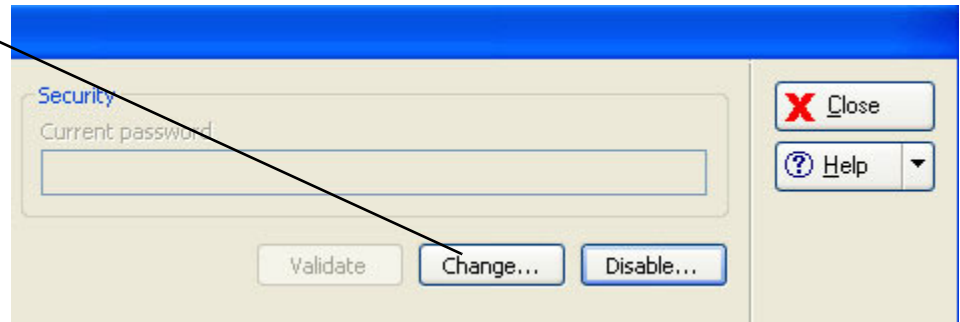 Security
Current password
Validate
Change...
Disable...
Close
Help